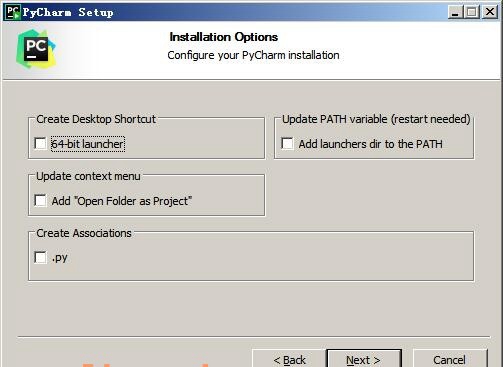 PyCharm Setup
PC
Installation Options
Configure your PyCharm installation
Create Desktop Shortcut
64-bit launcher
Update PATH variable (restart needed)
Add launchers dir to the PATH
Update context menu
Add "Open Folder as Project"
Create Associations
.py
< Back
Next >
Cancel